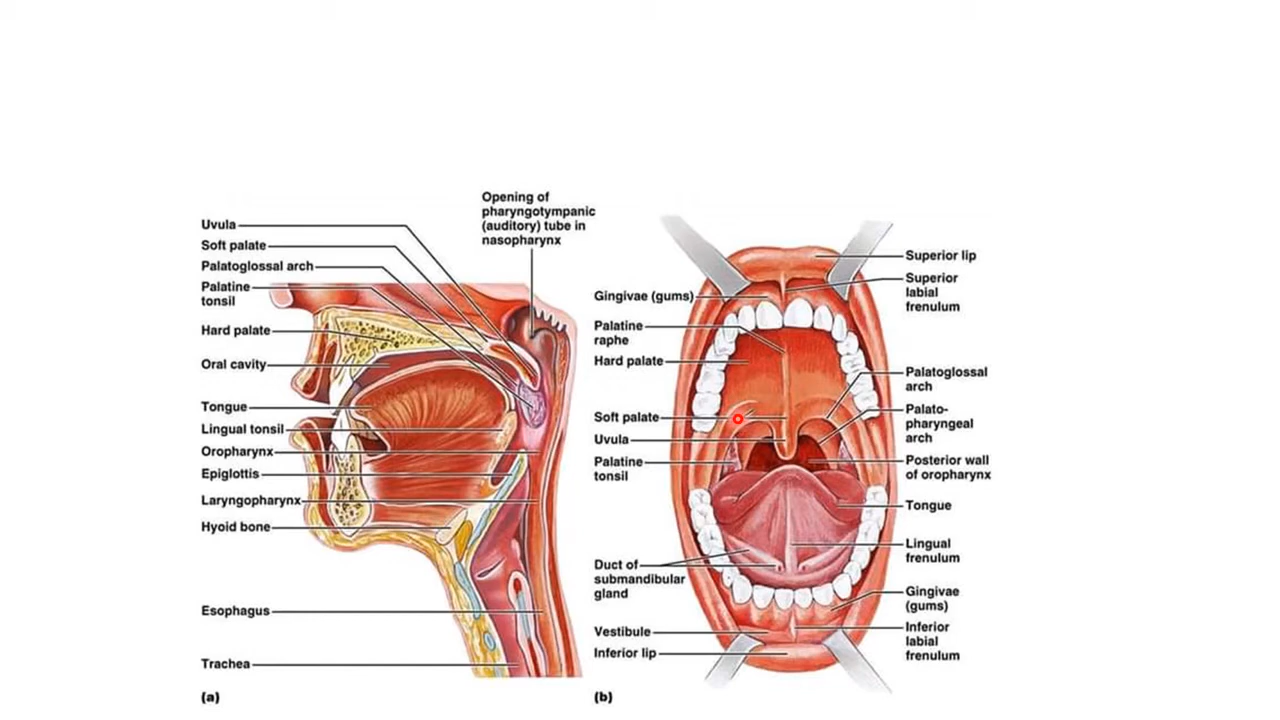 Opening of
pharyngotympanic
(auditory) tube in
nasopharynx
Uvula
Soft palate
Palatoglossal arch
Palatine
tonsil
Hard palate
Oral cavity
Tongue
Lingual tonsil
Oropharynx
Epiglottis
Laryngopharynx
Hyoid bone
Esophagus
Trachea
(a)
Gingivae (gums)
Palatine
raphe
Hard palate
Soft palate
Uvula
Palatine
tonsil
Duct of
submandibular
gland
Vestibule
Inferior lip
(b)
Superior lip
Superior
labial
frenulum
Palatoglossal
arch
Palato-
pharyngeal
arch
Posterior wall
of oropharynx
Tongue
Lingual
frenulum
Gingivae
(gums)
Inferior
labial
frenulum